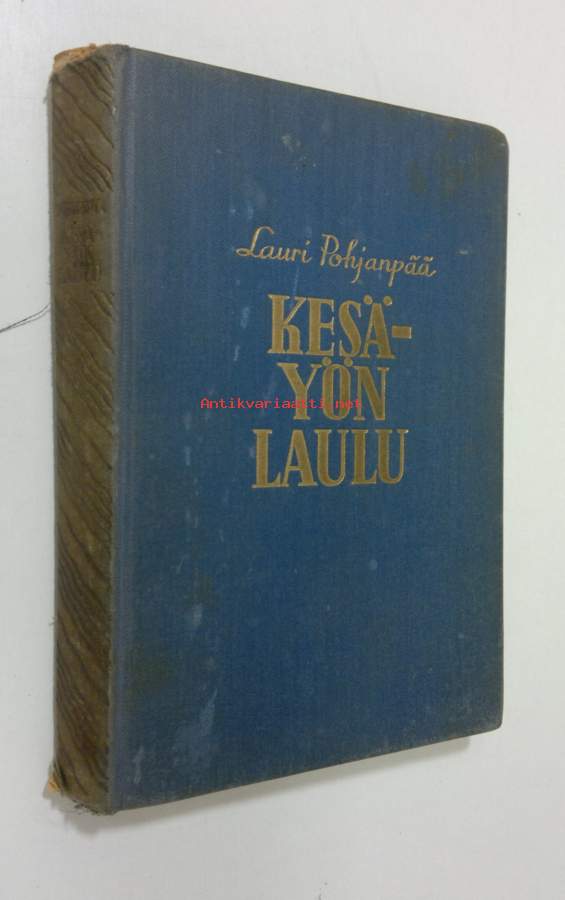 Lauri Pohjanpää
KESÄ-
YÖN
Antikvariaatti.net
LAULU